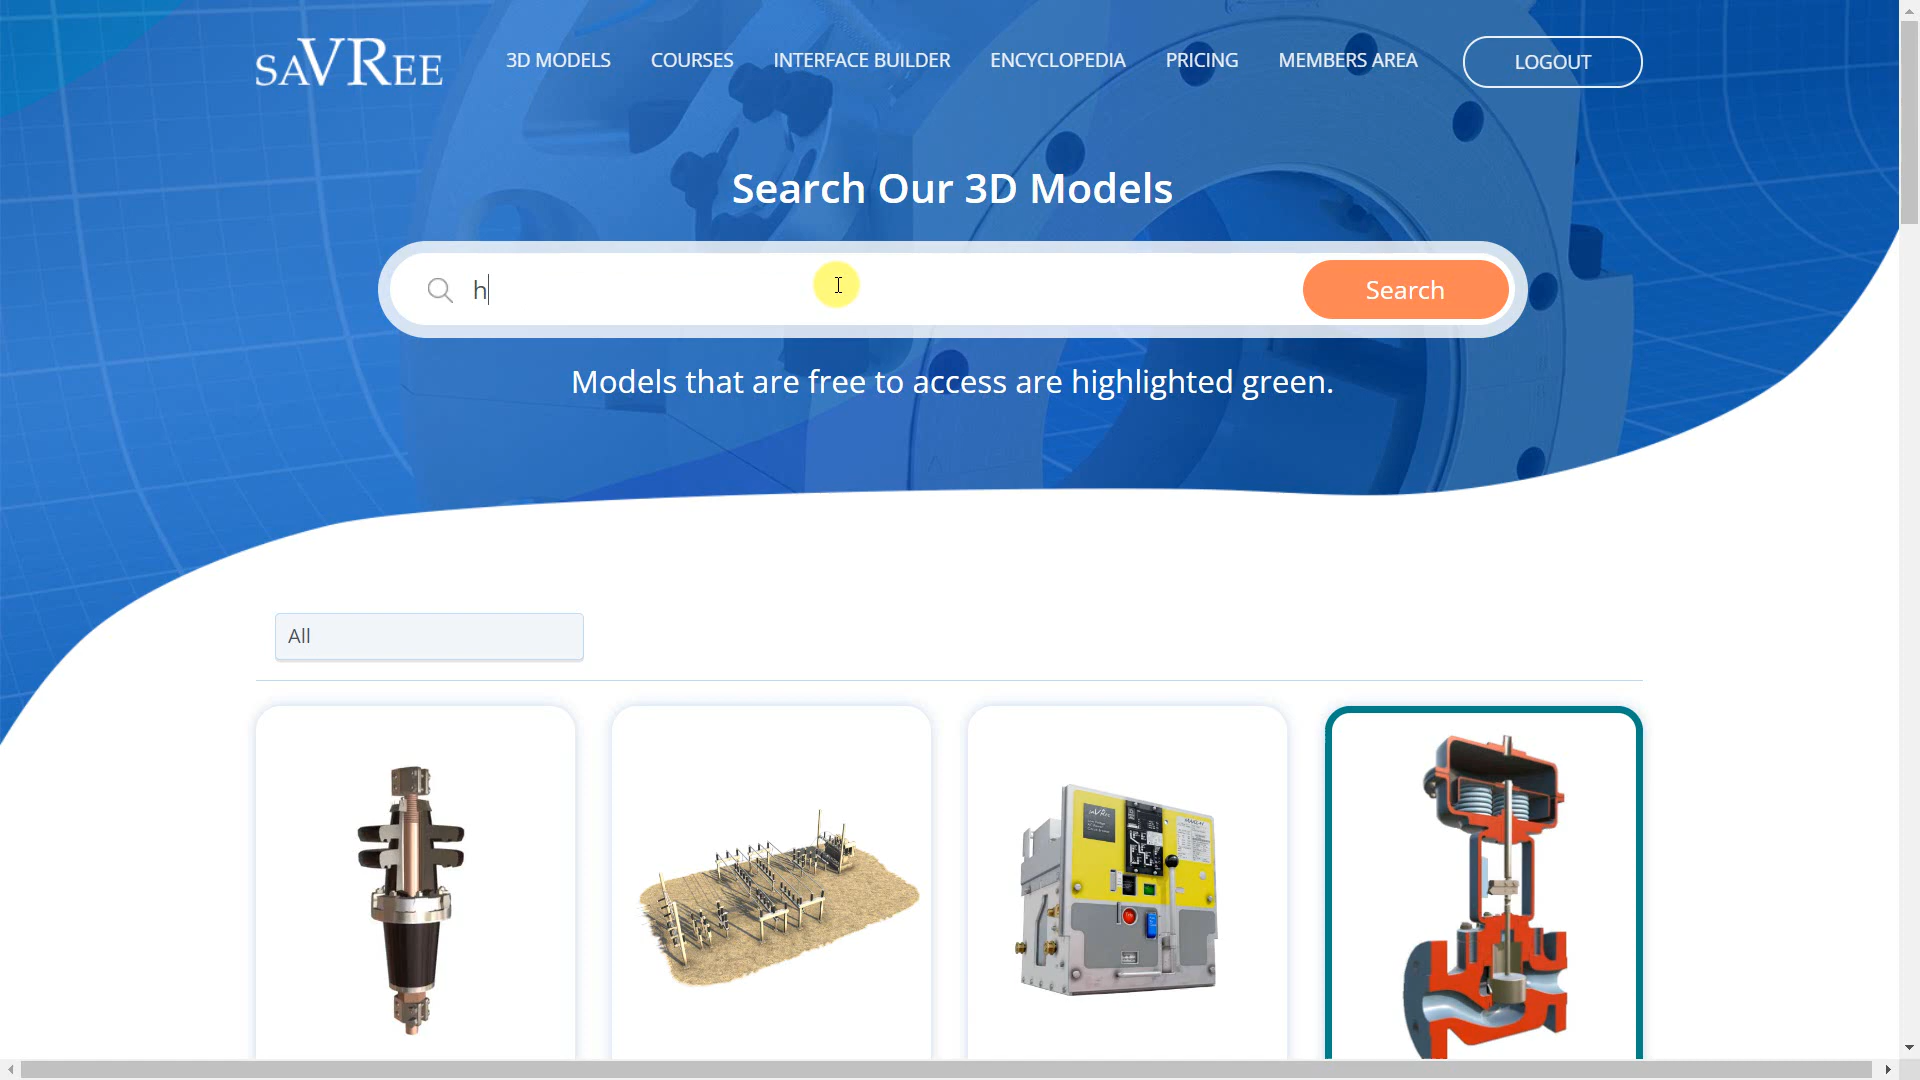 saVRee
3D MODELS
COURSES
INTERFACE BUILDER
ENCYCLOPEDIA
PRICING
MEMBERS AREA
LOGOUT
Search Our 3D Models
h
Search
Models that are free to access are highlighted green.
All